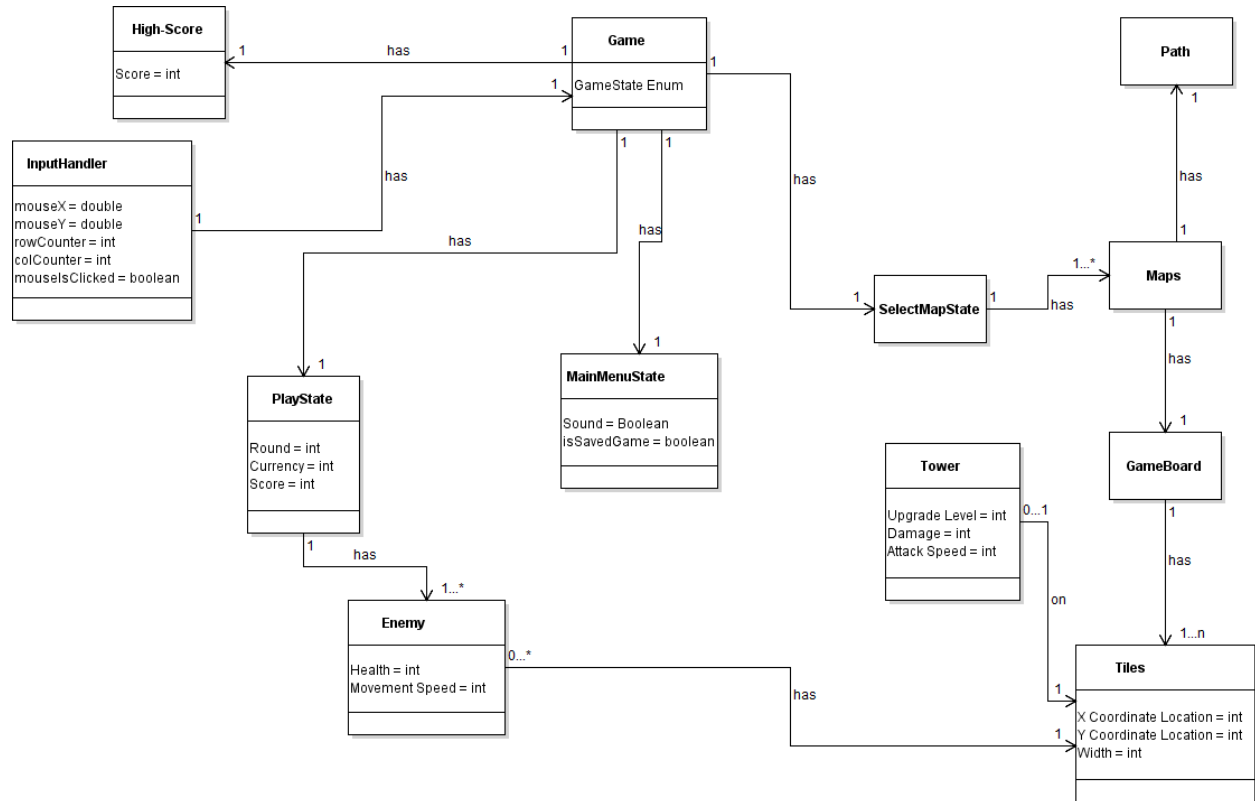 High-Score
Score = int
Game
GameState Enum
Path
1
has
1
1
1
1
has
1
InputHandler
mouseX = double
mouseY = double
rowCounter = int
colCounter = int
mouseIsClicked = boolean
1
has
1
has
1
has
1
has
1
1
SelectMapState
1
has
1...*
Maps
1
has
1
PlayState
Round = int
Currency = int
Score = int
MainMenuState
Sound = Boolean
isSavedGame = boolean
1
has
1
GameBoard
1
has
1...n
Tower
Upgrade Level = int
Damage = int
Attack Speed = int
0...1
on
1
1
has
1...*
Enemy
Health = int
Movement Speed = int
0...*
has
1
Tiles
X Coordinate Location = int
Y Coordinate Location = int
Width = int